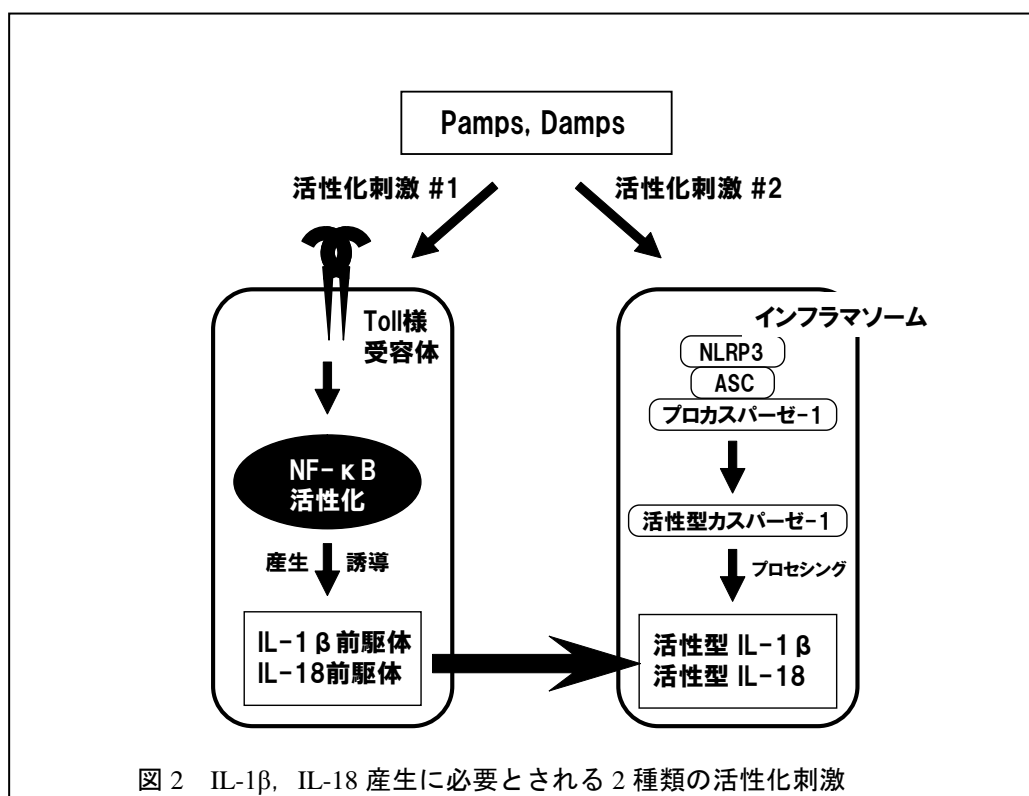 Pamps, Damps
活性化刺激 #1
活性化刺激 #2
Toll様
受容体
NF-κB
活性化
産生
誘導
IL-1β前駆体
IL-18前駆体
インフラマソーム
NLRP3
ASC
プロカスパーゼ-1
活性型カスパーゼ-1
プロセシング
活性型 IL-1β
活性型 IL-18
図 2 IL-1β, IL-18 産生に必要とされる 2 種類の活性化刺激